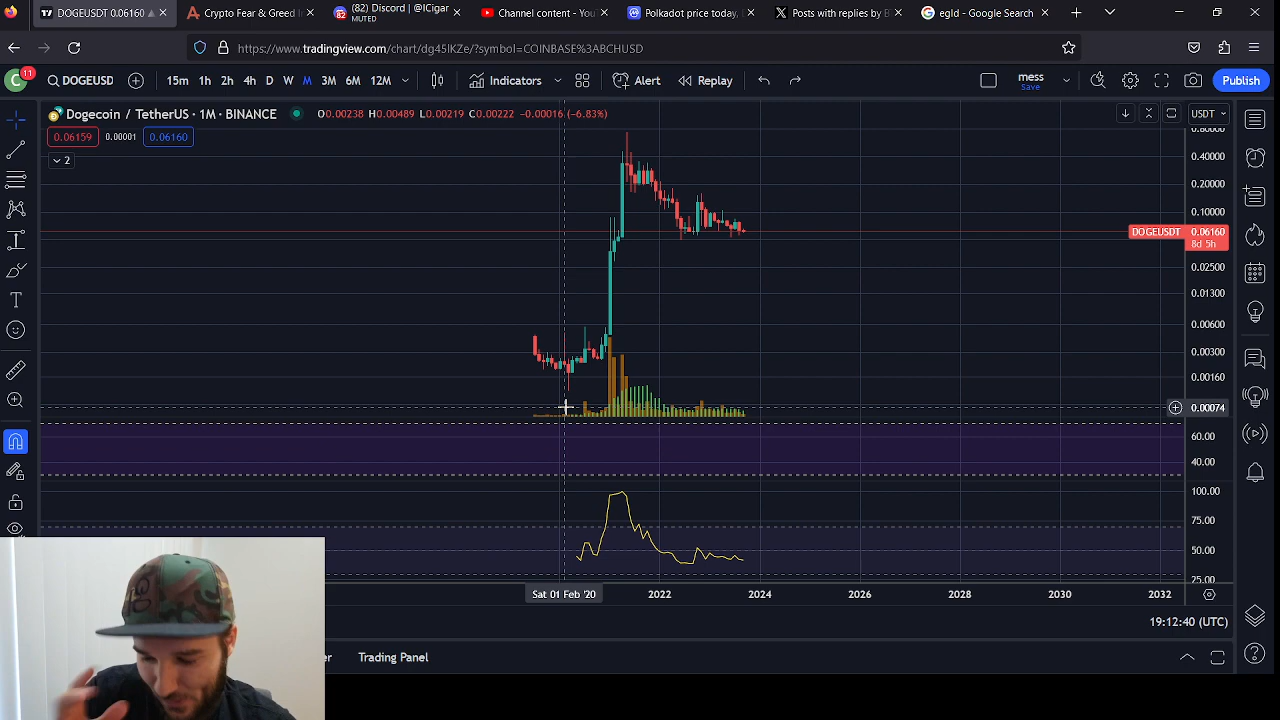 DOGEUSD 0.06160
Crypto Fear & Greed I
(82) Discord | @ICigar
MUTED
Channel content - YouTub
Polkadot price today,
Posts with replies by B
egld - Google Search
https://www.tradingview.com/chart/dg45lKZe/?symbol=COINBASE%3ABCHUSD
C
11
DOGEUSD
15m
1h
2h
4h
D
W
M
3M
6M
12M
Indicators
Alert
Replay
mess
Save
Publish
Dogecoin / TetherUS · 1M · BINANCE
O0.00238 H0.00489 L0.00219 C0.00222 -0.00016 (-6.83%)
USDT
0.06159
0.00001
0.06160
2
0.80000
0.40000
0.20000
0.10000
DOGEUSDT
0.06160
8d 5h
0.02500
0.01300
0.00600
0.00300
0.00160
0.00074
60.00
40.00
100.00
75.00
50.00
25.00
Sat 01 Feb '20
2022
2024
2026
2028
2030
2032
19:12:40 (UTC)
Trading Panel